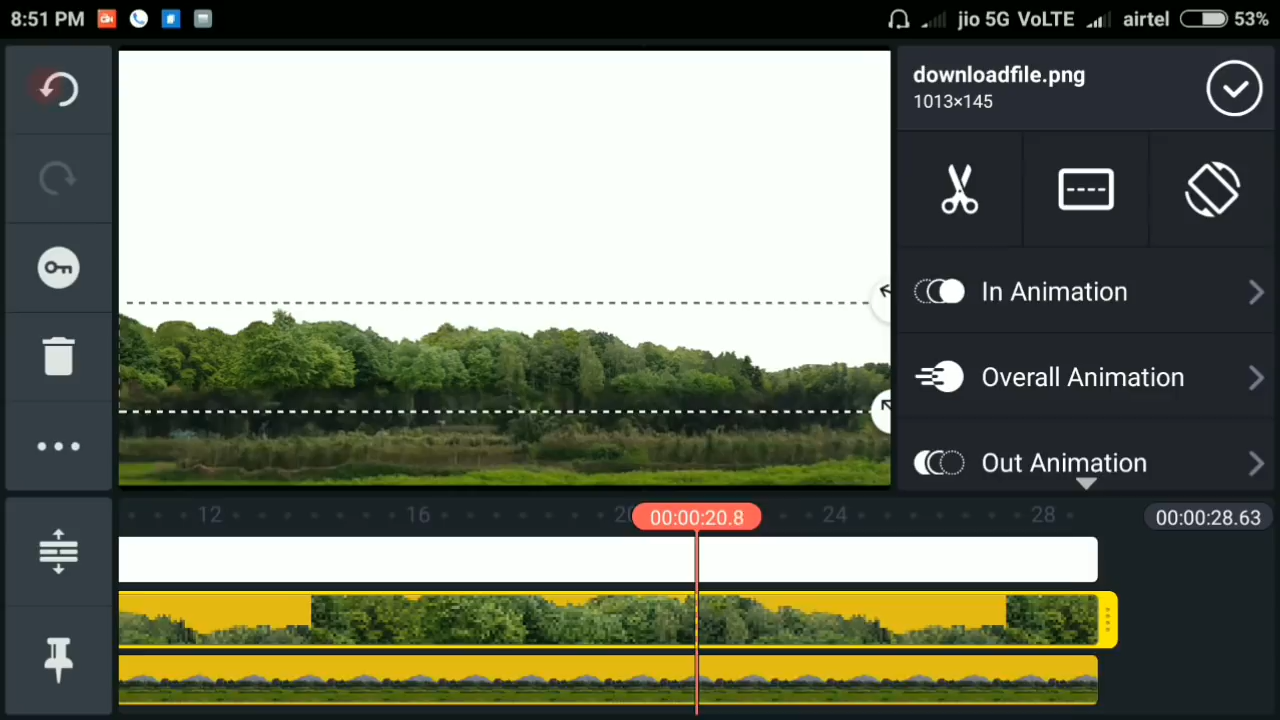 8:51 PM jio 5G VoLTE airtel 53%
downloadfile.png
1013×145
In Animation
Overall Animation
Out Animation
12 16 20 00:00:20.8 24 28 00:00:28.63